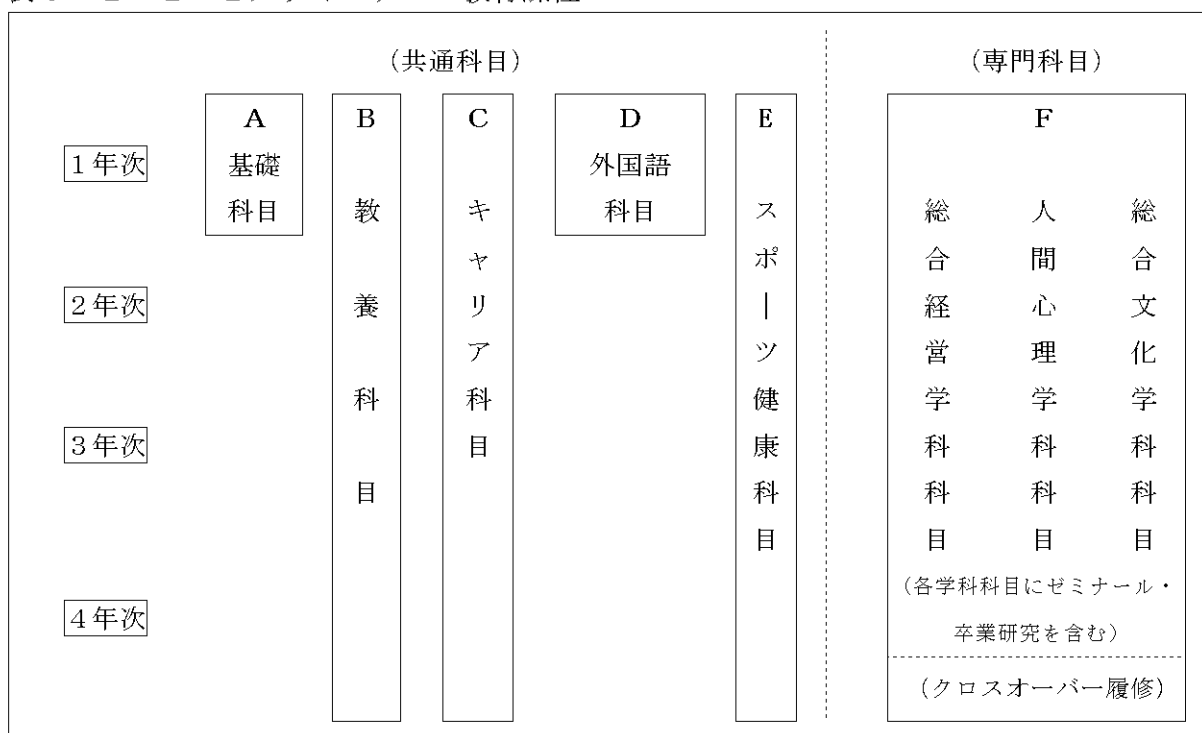 (共通科目)
(専門科目)
A
基礎
科目
B
教養科目
C
キャリア科目
D
外国語
科目
E
スポーツ健康科目
F
総合経営学科科目
人間心理学科科目
総合文化学科科目
(各学科科目にゼミナール・
卒業研究を含む)
(クロスオーバー履修)
1年次
2年次
3年次
4年次